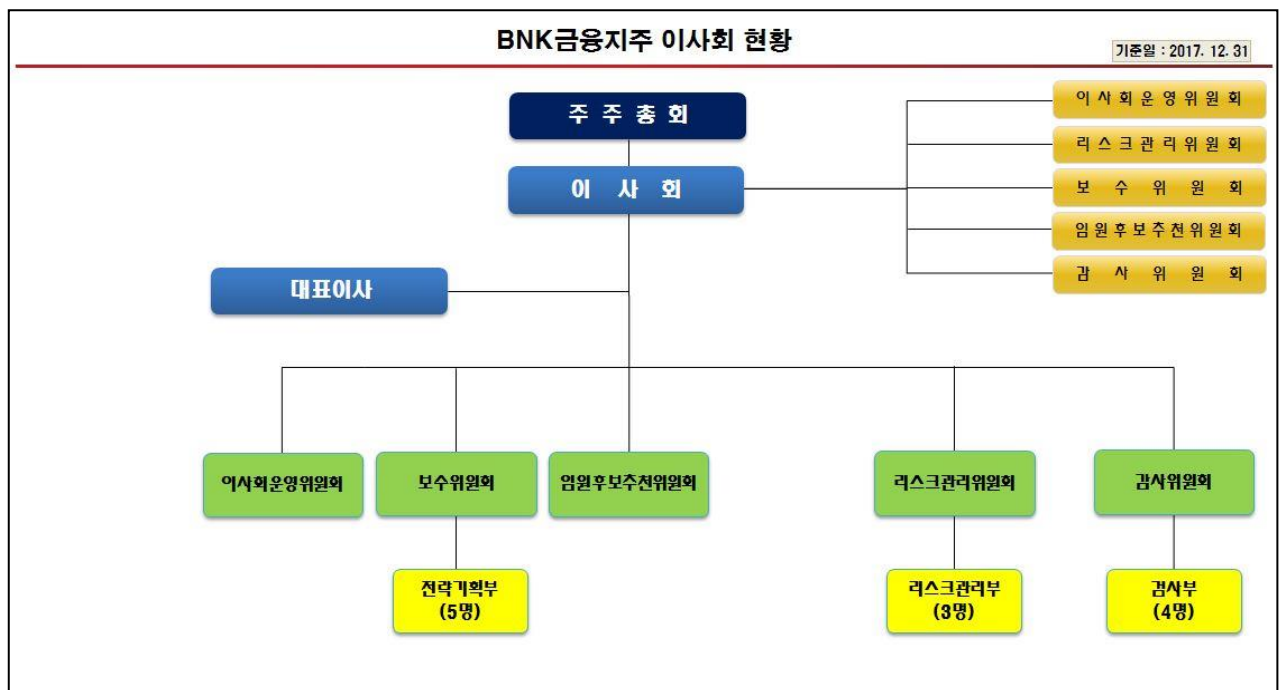 BNK금융지주 이사회 현황
기준일 : 2017. 12. 31
주 주 총 회
이 사 회
이 사 회 운 영 위 원 회
리 스 크 관 리 위 원 회
보 수 위 원 회
임 원 후 보 추 천 위 원 회
감 사 위 원 회
대표이사
이사회운영위원회
보수위원회
임원후보추천위원회
리스크관리위원회
감사위원회
전략기획부
(5명)
리스크관리부
(3명)
검사부
(4명)